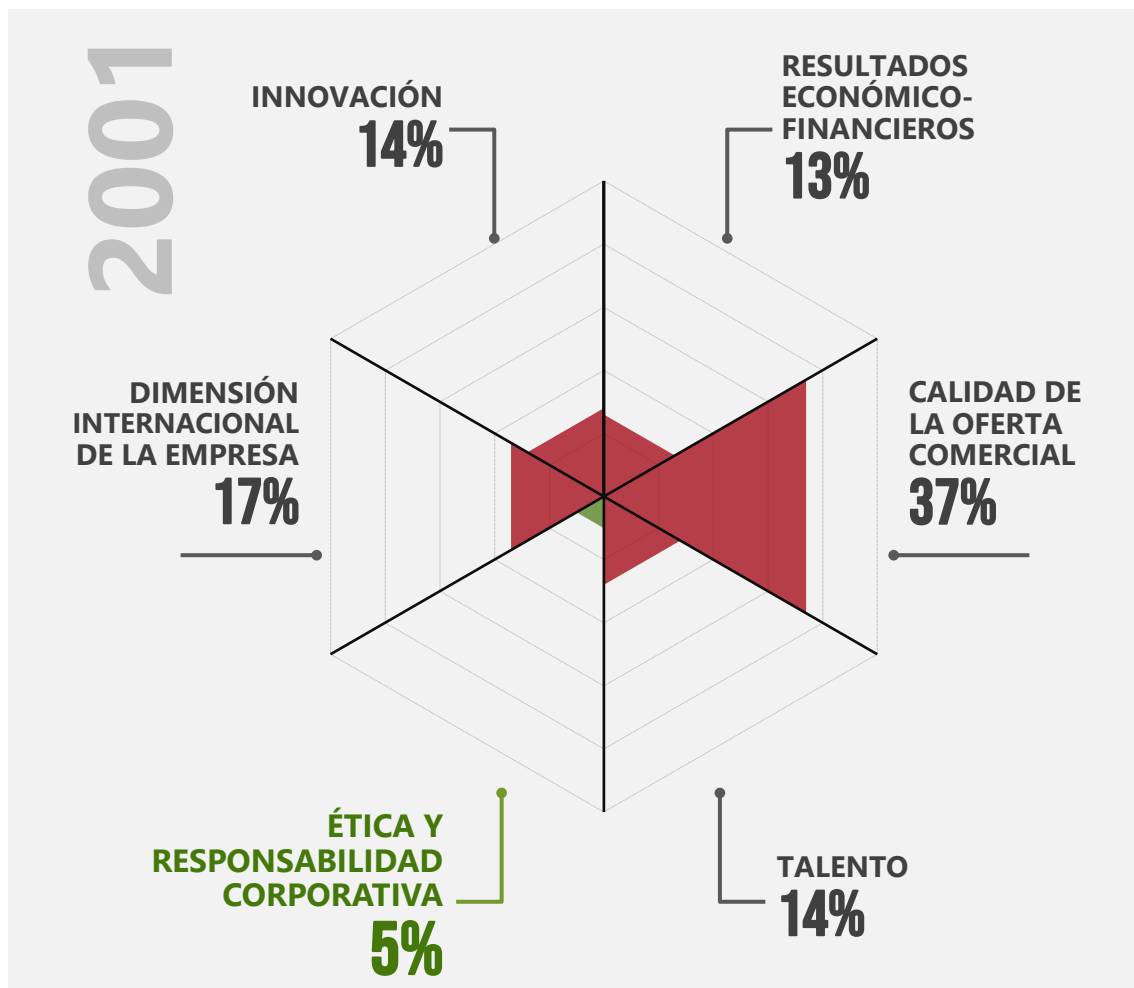 2001
INNOVACIÓN
14%
RESULTADOS
ECONÓMICO-
FINANCIEROS
13%
DIMENSIÓN
INTERNACIONAL
DE LA EMPRESA
17%
CALIDAD DE
LA OFERTA
COMERCIAL
37%
ÉTICA Y
RESPONSABILIDAD
CORPORATIVA
5%
TALENTO
14%